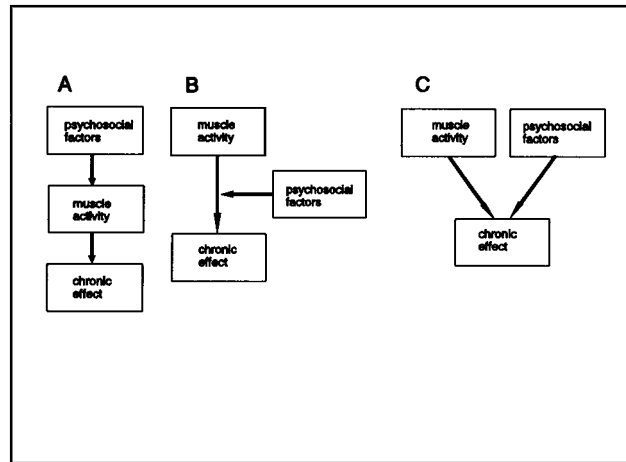 A
psychosocial
factors
muscle
activity
chronic
effect
B
muscle
activity
psychosocial
factors
chronic
effect
C
muscle
activity
psychosocial
factors
chronic
effect